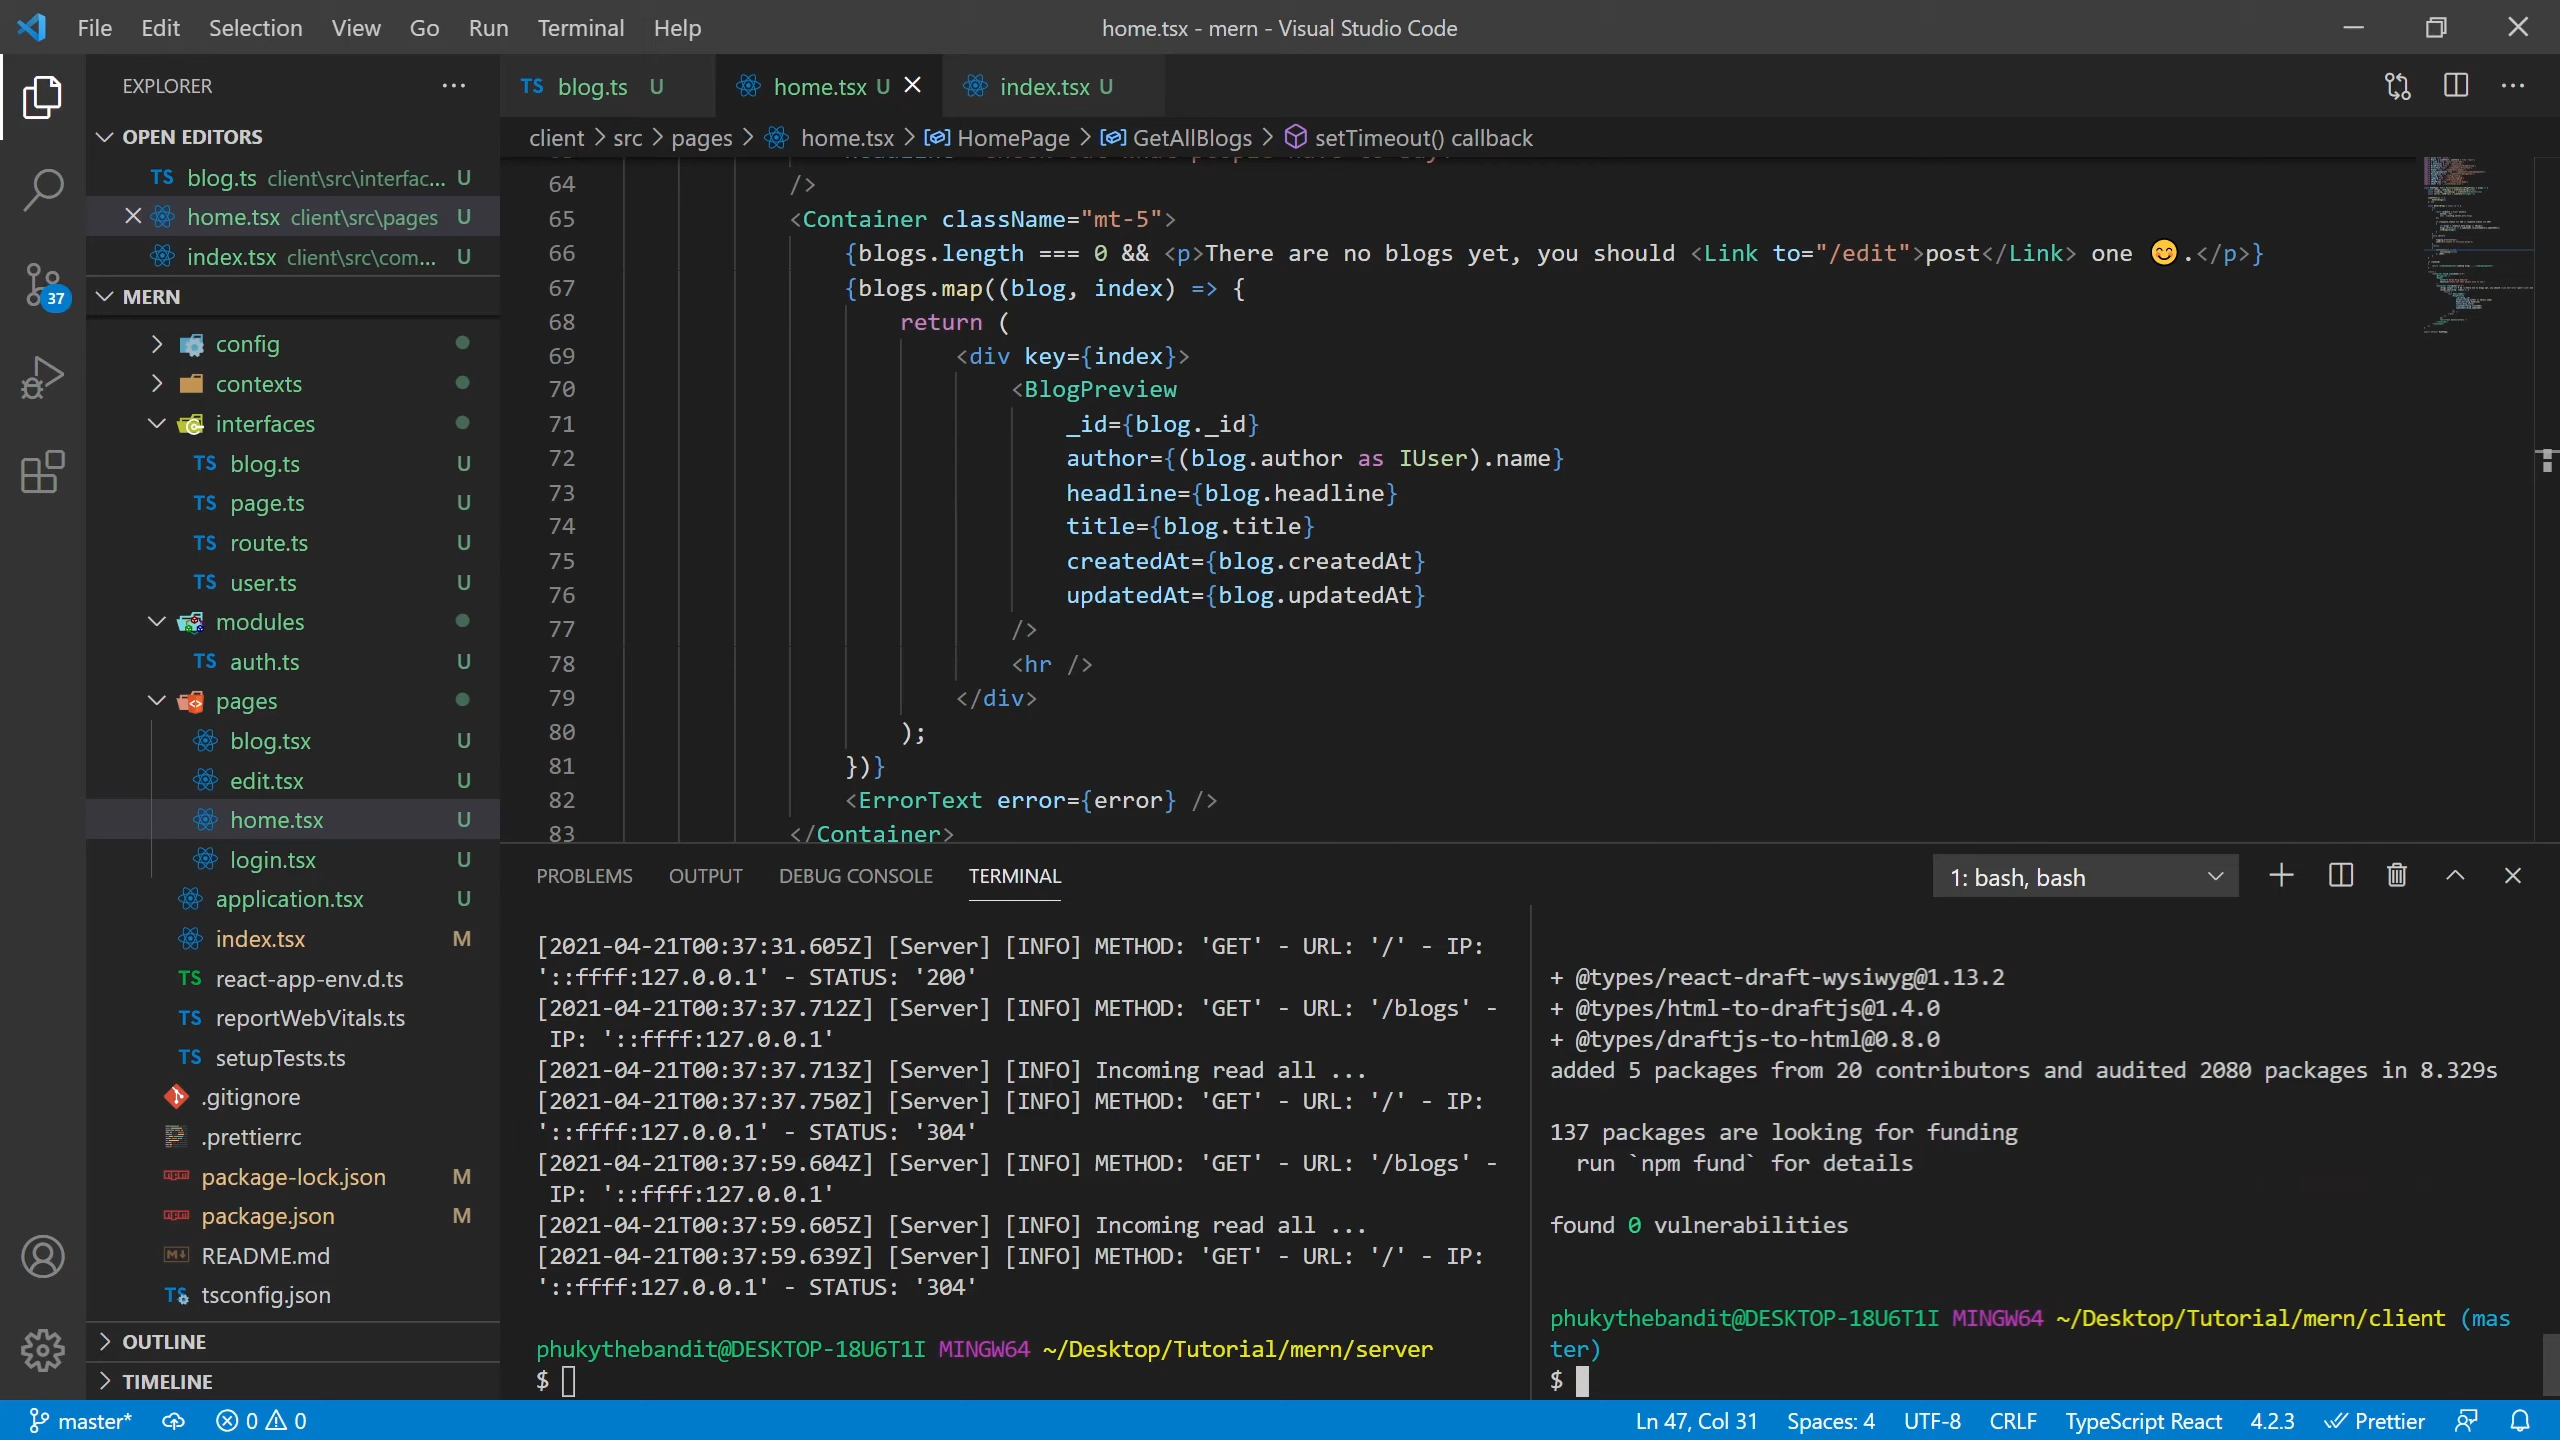 File Edit Selection View Go Run Terminal Help
home.tsx - mern - Visual Studio Code
EXPLORER
OPEN EDITORS
TS blog.ts client\src\interfac... U
home.tsx client\src\pages U
index.tsx client\src\com... U
37
MERN
config
contexts
interfaces
TS blog.ts U
TS page.ts U
TS route.ts U
TS user.ts U
modules
TS auth.ts U
pages
blog.tsx U
edit.tsx U
home.tsx U
login.tsx U
application.tsx U
index.tsx M
TS react-app-env.d.ts
TS reportWebVitals.ts
TS setupTests.ts
.gitignore
.prettierrc
package-lock.json M
package.json M
README.md
tsconfig.json
OUTLINE
TIMELINE
TS blog.ts U
home.tsx U
index.tsx U
client > src > pages > home.tsx > HomePage > GetAllBlogs > setTimeout() callback
64 />
65 <Container className="mt-5">
66 {blogs.length === 0 && <p>There are no blogs yet, you should <Link to="/edit">post</Link> one 😊.</p>}
67 {blogs.map((blog, index) => {
68 return (
69 <div key={index}>
70 <BlogPreview
71 _id={blog._id}
72 author={(blog.author as IUser).name}
73 headline={blog.headline}
74 title={blog.title}
75 createdAt={blog.createdAt}
76 updatedAt={blog.updatedAt}
77 />
78 <hr />
79 </div>
80 );
81 })}
82 <ErrorText error={error} />
83 </Container>
PROBLEMS OUTPUT DEBUG CONSOLE TERMINAL
1: bash, bash
[2021-04-21T00:37:31.605Z] [Server] [INFO] METHOD: 'GET' - URL: '/' - IP:
'::ffff:127.0.0.1' - STATUS: '200'
[2021-04-21T00:37:37.712Z] [Server] [INFO] METHOD: 'GET' - URL: '/blogs' -
IP: '::ffff:127.0.0.1'
[2021-04-21T00:37:37.713Z] [Server] [INFO] Incoming read all ...
[2021-04-21T00:37:37.750Z] [Server] [INFO] METHOD: 'GET' - URL: '/' - IP:
'::ffff:127.0.0.1' - STATUS: '304'
[2021-04-21T00:37:59.604Z] [Server] [INFO] METHOD: 'GET' - URL: '/blogs' -
IP: '::ffff:127.0.0.1'
[2021-04-21T00:37:59.605Z] [Server] [INFO] Incoming read all ...
[2021-04-21T00:37:59.639Z] [Server] [INFO] METHOD: 'GET' - URL: '/' - IP:
'::ffff:127.0.0.1' - STATUS: '304'
phukythebandit@DESKTOP-18U6T1I MINGW64 ~/Desktop/Tutorial/mern/server
$
+ @types/react-draft-wysiwyg@1.13.2
+ @types/html-to-draftjs@1.4.0
+ @types/draftjs-to-html@0.8.0
added 5 packages from 20 contributors and audited 2080 packages in 8.329s
137 packages are looking for funding
run `npm fund` for details
found 0 vulnerabilities
phukythebandit@DESKTOP-18U6T1I MINGW64 ~/Desktop/Tutorial/mern/client (mas
ter)
$
master* 0 0
Ln 47, Col 31 Spaces: 4 UTF-8 CRLF TypeScript React 4.2.3 Prettier